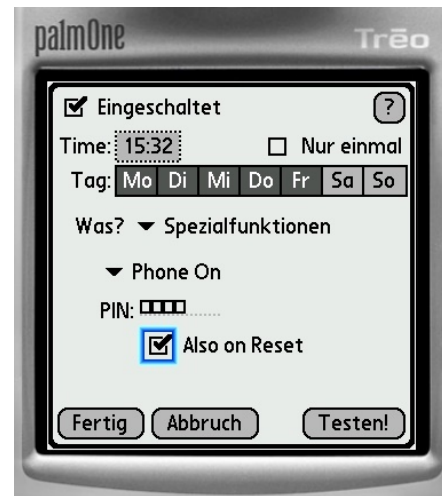 palmOne Trēo
Eingeschaltet ?
Time: 15:32 Nur einmal
Tag: Mo Di Mi Do Fr Sa So
Was? Spezialfunktionen
Phone On
PIN:
Also on Reset
Fertig Abbruch Testen!